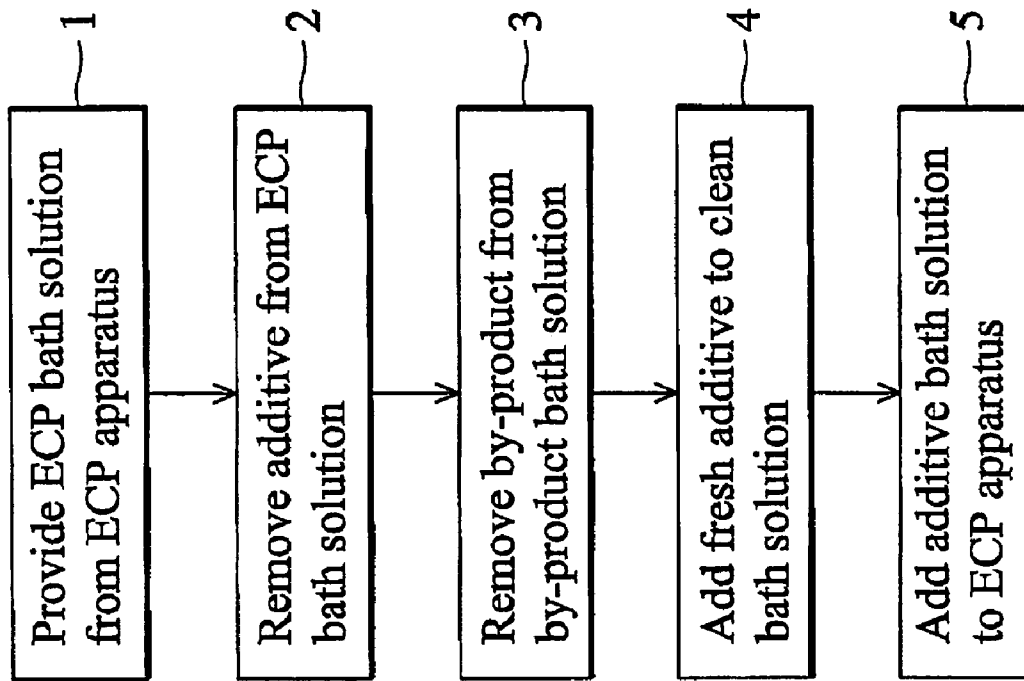 Provide ECP bath solution
from ECP apparatus
1
Remove additive from ECP
bath solution
2
Remove by-product from
by-product bath solution
3
Add fresh additive to clean
bath solution
4
Add additive bath solution
to ECP apparatus
5